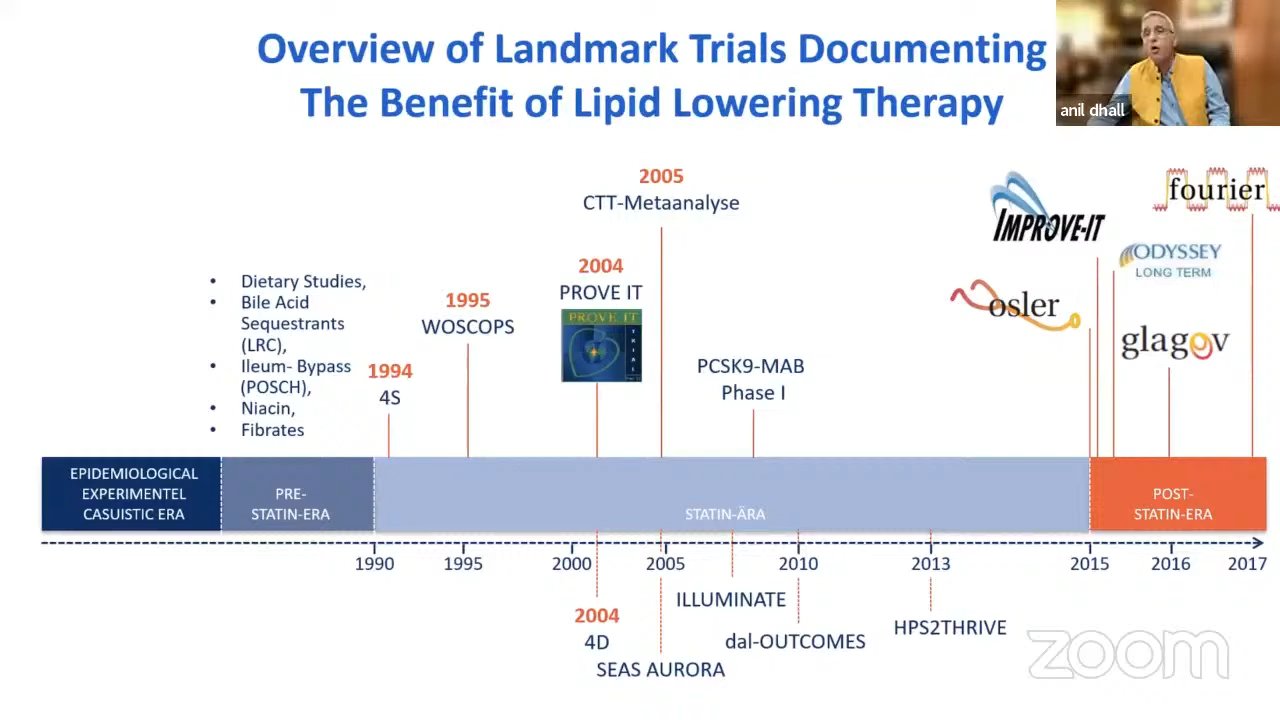 Overview of Landmark Trials Documenting
The Benefit of Lipid Lowering Therapy
anil dhall
2005
CTT-Metaanalyse
fourier
IMPROVE-IT
ODYSSEY
LONG TERM
2004
PROVE IT
PROVE IT
TRIAL
osler
glagov
• Dietary Studies,
• Bile Acid
Sequestrants
(LRC),
• Ileum- Bypass
(POSCH),
• Niacin,
• Fibrates
1995
WOSCOPS
1994
4S
PCSK9-MAB
Phase I
EPIDEMIOLOGICAL
EXPERIMENTEL
CASUISTIC ERA
PRE-
STATIN-ERA
STATIN-ÄRA
POST-
STATIN-ERA
1990 1995 2000 2005 2010 2013 2015 2016 2017
2004
4D
SEAS AURORA
ILLUMINATE
dal-OUTCOMES
HPS2THRIVE
zoom